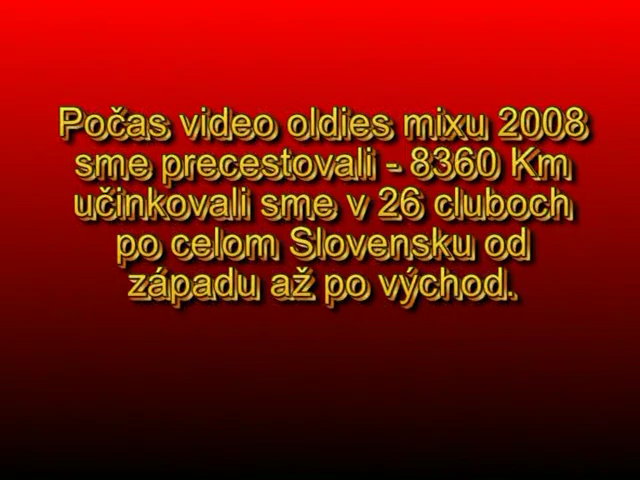 Počas video oldies mixu 2008
sme precestovali - 8360 Km
učinkovali sme v 26 cluboch
po celom Slovensku od
západu až po východ.